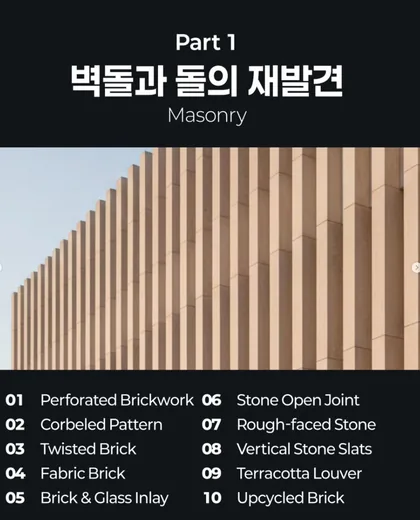 Part 1
벽돌과 돌의 재발견
Masonry
01 Perforated Brickwork
02 Corbeled Pattern
03 Twisted Brick
04 Fabric Brick
05 Brick & Glass Inlay
06 Stone Open Joint
07 Rough-faced Stone
08 Vertical Stone Slats
09 Terracotta Louver
10 Upcycled Brick